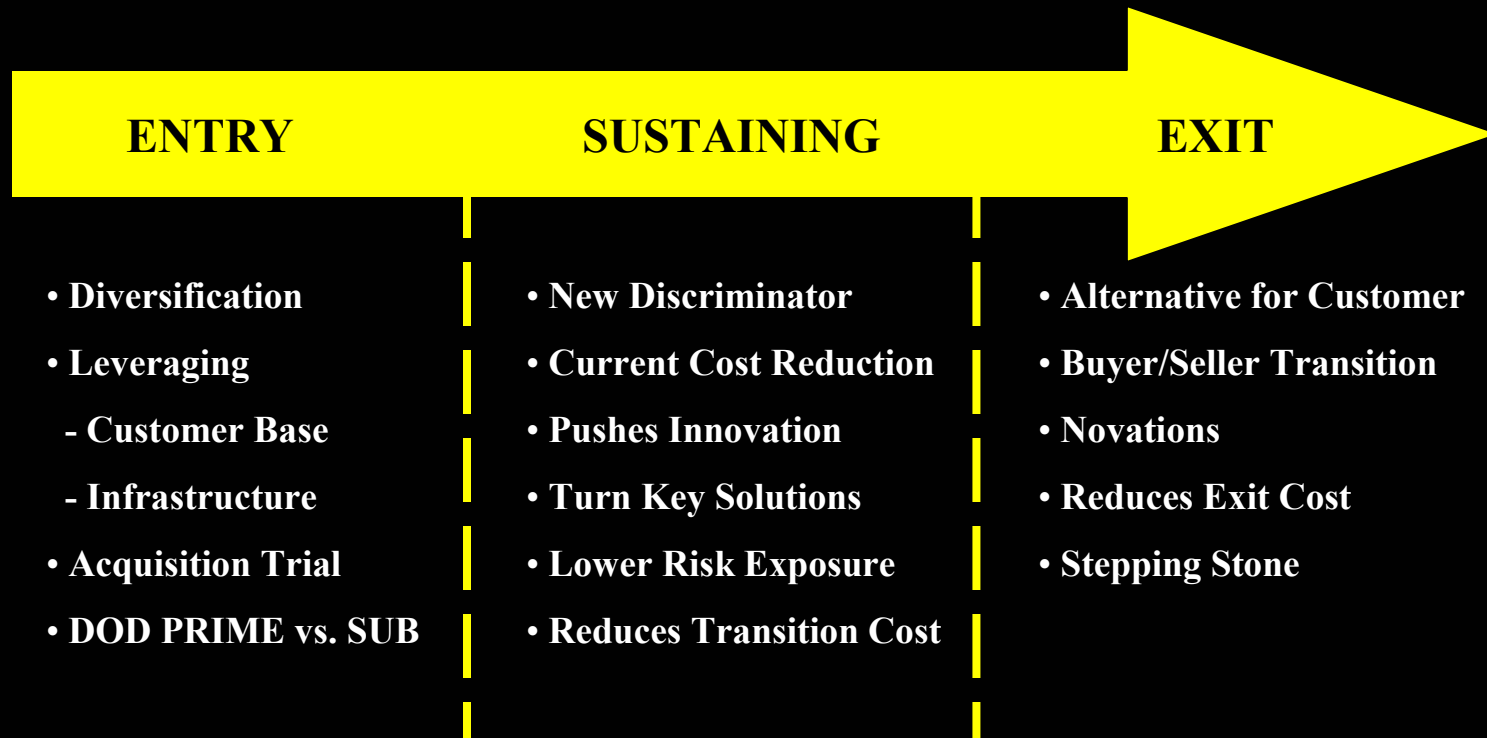 ENTRY
SUSTAINING
EXIT
• Diversification
• Leveraging
- Customer Base
- Infrastructure
• Acquisition Trial
• DOD PRIME vs. SUB
• New Discriminator
• Current Cost Reduction
• Pushes Innovation
• Turn Key Solutions
• Lower Risk Exposure
• Reduces Transition Cost
• Alternative for Customer
• Buyer/Seller Transition
• Novations
• Reduces Exit Cost
• Stepping Stone